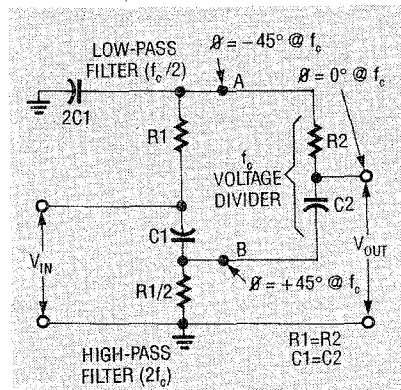 LOW-PASS
FILTER (fc/2)
Ø = −45° @ fc
A
Ø = 0° @ fc
2C1
R1
R2
fc
VOLTAGE
DIVIDER
C1
C2
B
VIN
VOUT
R1/2
Ø = +45° @ fc
HIGH-PASS
FILTER (2fc)
R1=R2
C1=C2